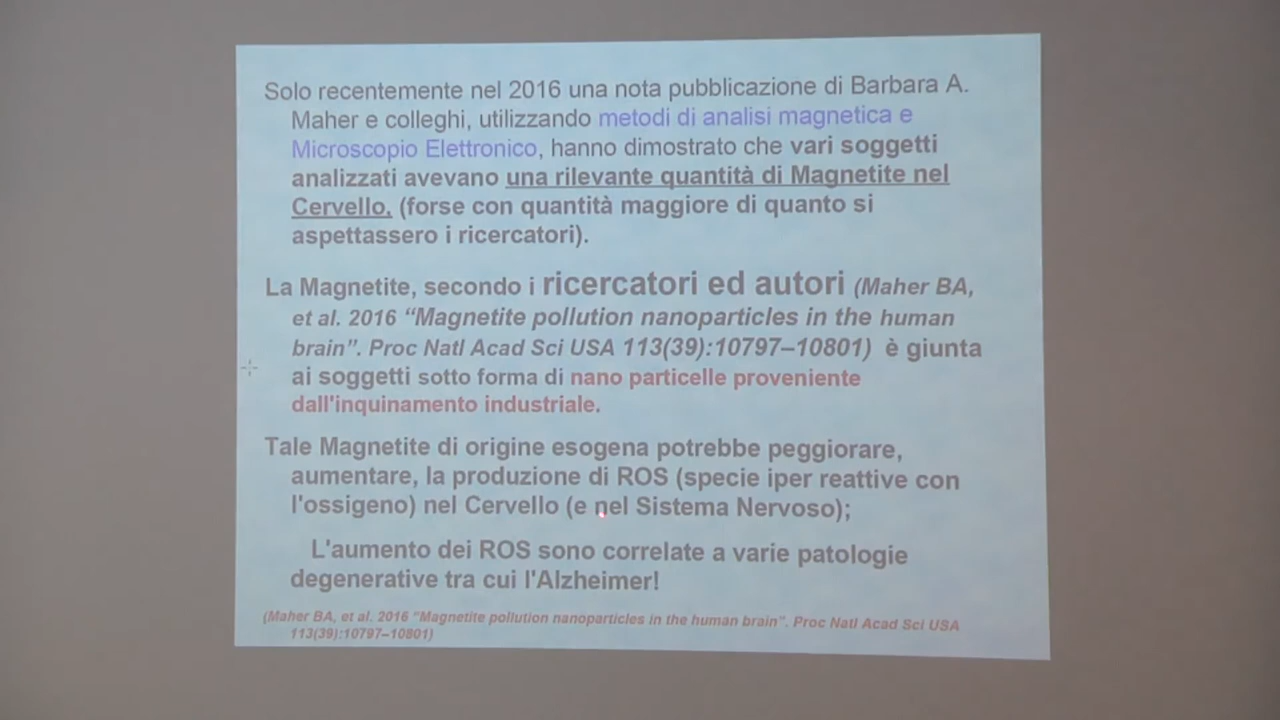 Solo recentemente nel 2016 una nota pubblicazione di Barbara A.
Maher e colleghi, utilizzando metodi di analisi magnetica e
Microscopio Elettronico, hanno dimostrato che vari soggetti
analizzati avevano una rilevante quantità di Magnetite nel
Cervello, (forse con quantità maggiore di quanto si
aspettassero i ricercatori).
La Magnetite, secondo i ricercatori ed autori (Maher BA,
et al. 2016 “Magnetite pollution nanoparticles in the human
brain”. Proc Natl Acad Sci USA 113(39):10797–10801) è giunta
ai soggetti sotto forma di nano particelle proveniente
dall'inquinamento industriale.
Tale Magnetite di origine esogena potrebbe peggiorare,
aumentare, la produzione di ROS (specie iper reattive con
l'ossigeno) nel Cervello (e nel Sistema Nervoso);
L'aumento dei ROS sono correlate a varie patologie
degenerative tra cui l'Alzheimer!
(Maher BA, et al. 2016 “Magnetite pollution nanoparticles in the human brain”. Proc Natl Acad Sci USA
113(39):10797–10801)